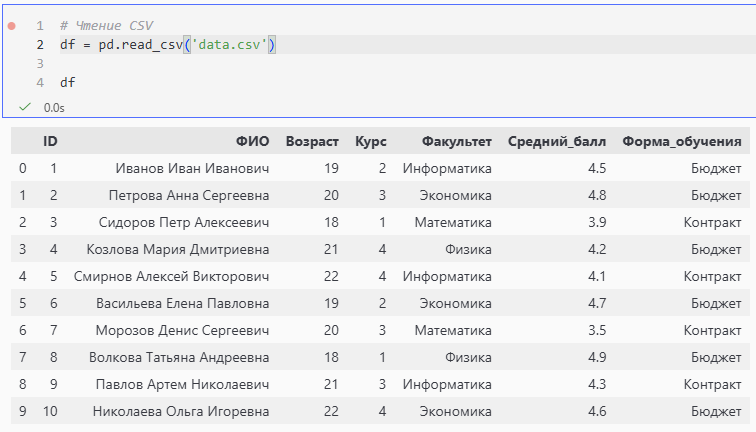 1 # Чтение CSV
2 df = pd.read_csv('data.csv')
3
4 df
0.0s
ID ФИО Возраст Курс Факультет Средний_балл Форма_обучения
0 1 Иванов Иван Иванович 19 2 Информатика 4.5 Бюджет
1 2 Петрова Анна Сергеевна 20 3 Экономика 4.8 Бюджет
2 3 Сидоров Петр Алексеевич 18 1 Математика 3.9 Контракт
3 4 Козлова Мария Дмитриевна 21 4 Физика 4.2 Бюджет
4 5 Смирнов Алексей Викторович 22 4 Информатика 4.1 Контракт
5 6 Васильева Елена Павловна 19 2 Экономика 4.7 Бюджет
6 7 Морозов Денис Сергеевич 20 3 Математика 3.5 Контракт
7 8 Волкова Татьяна Андреевна 18 1 Физика 4.9 Бюджет
8 9 Павлов Артем Николаевич 21 3 Информатика 4.3 Контракт
9 10 Николаева Ольга Игоревна 22 4 Экономика 4.6 Бюджет